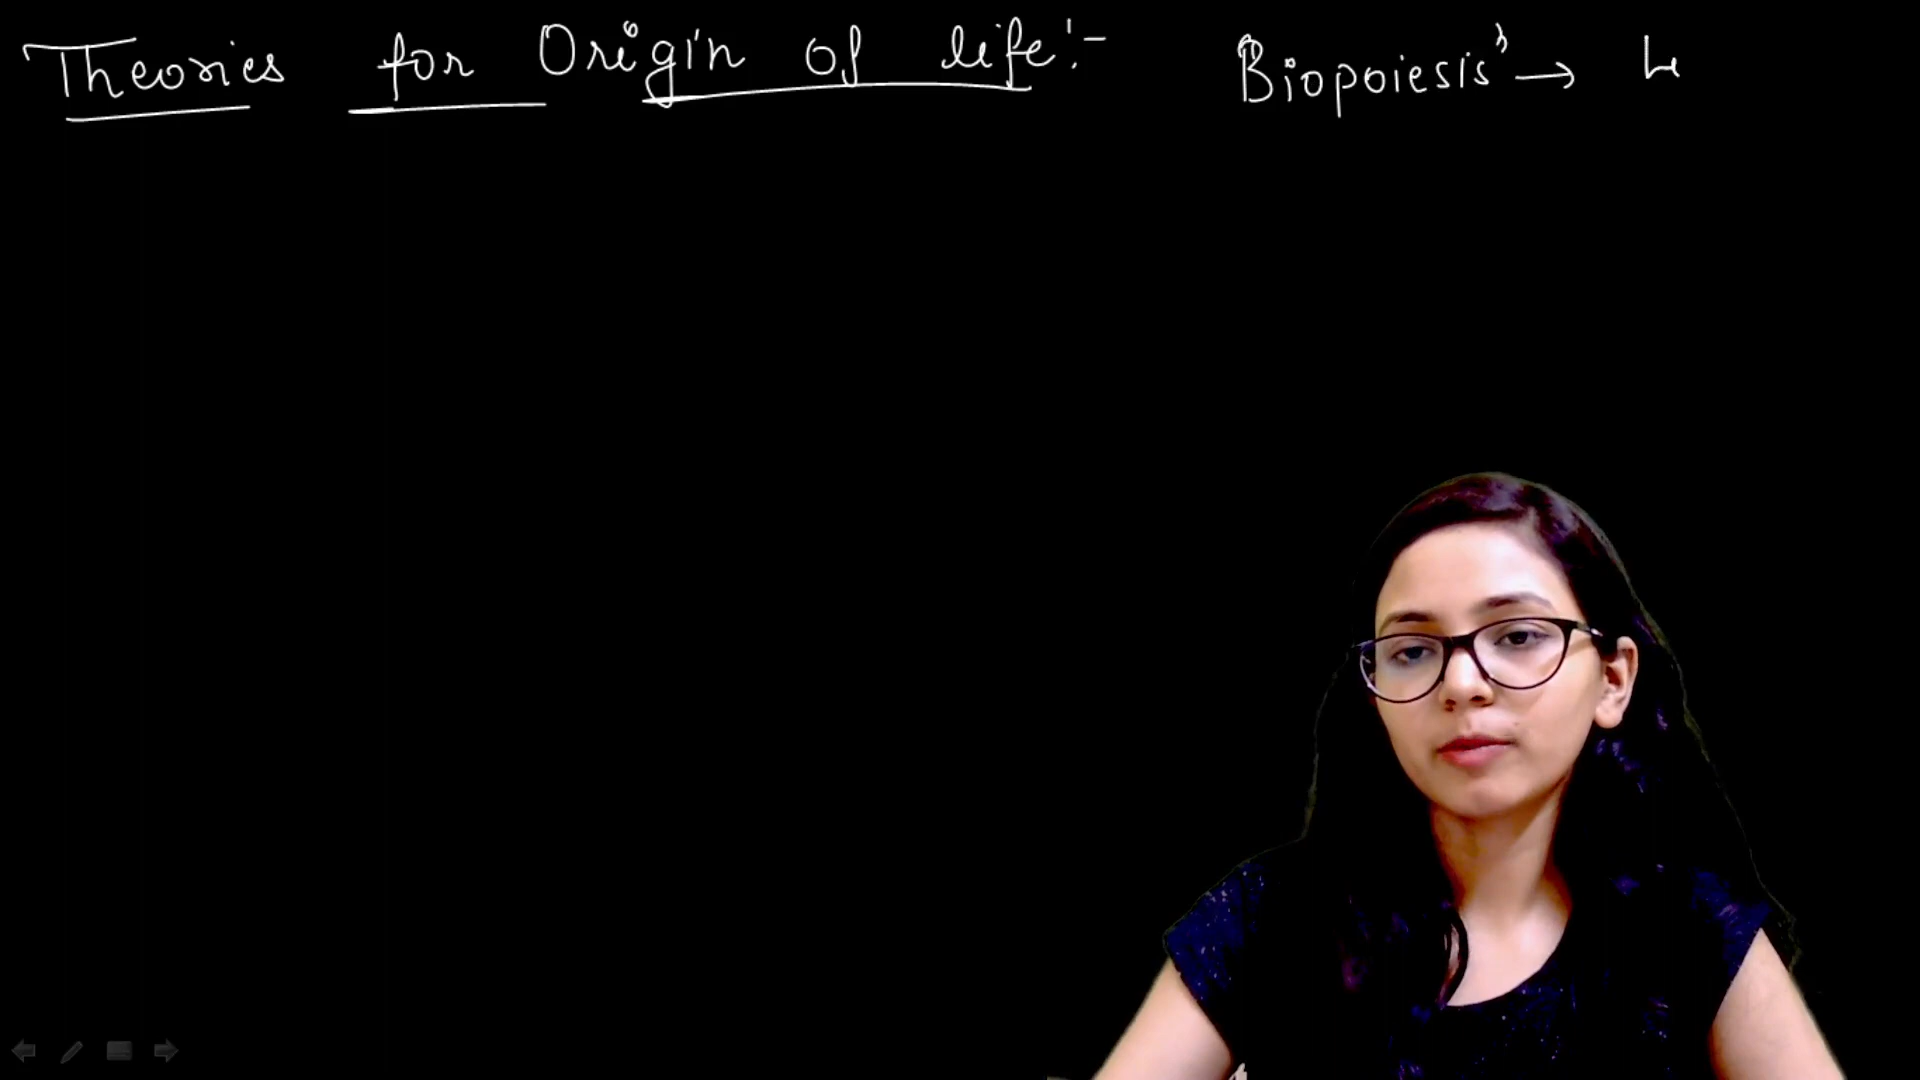 Theories for Origin of life :- Biopoiesis' →